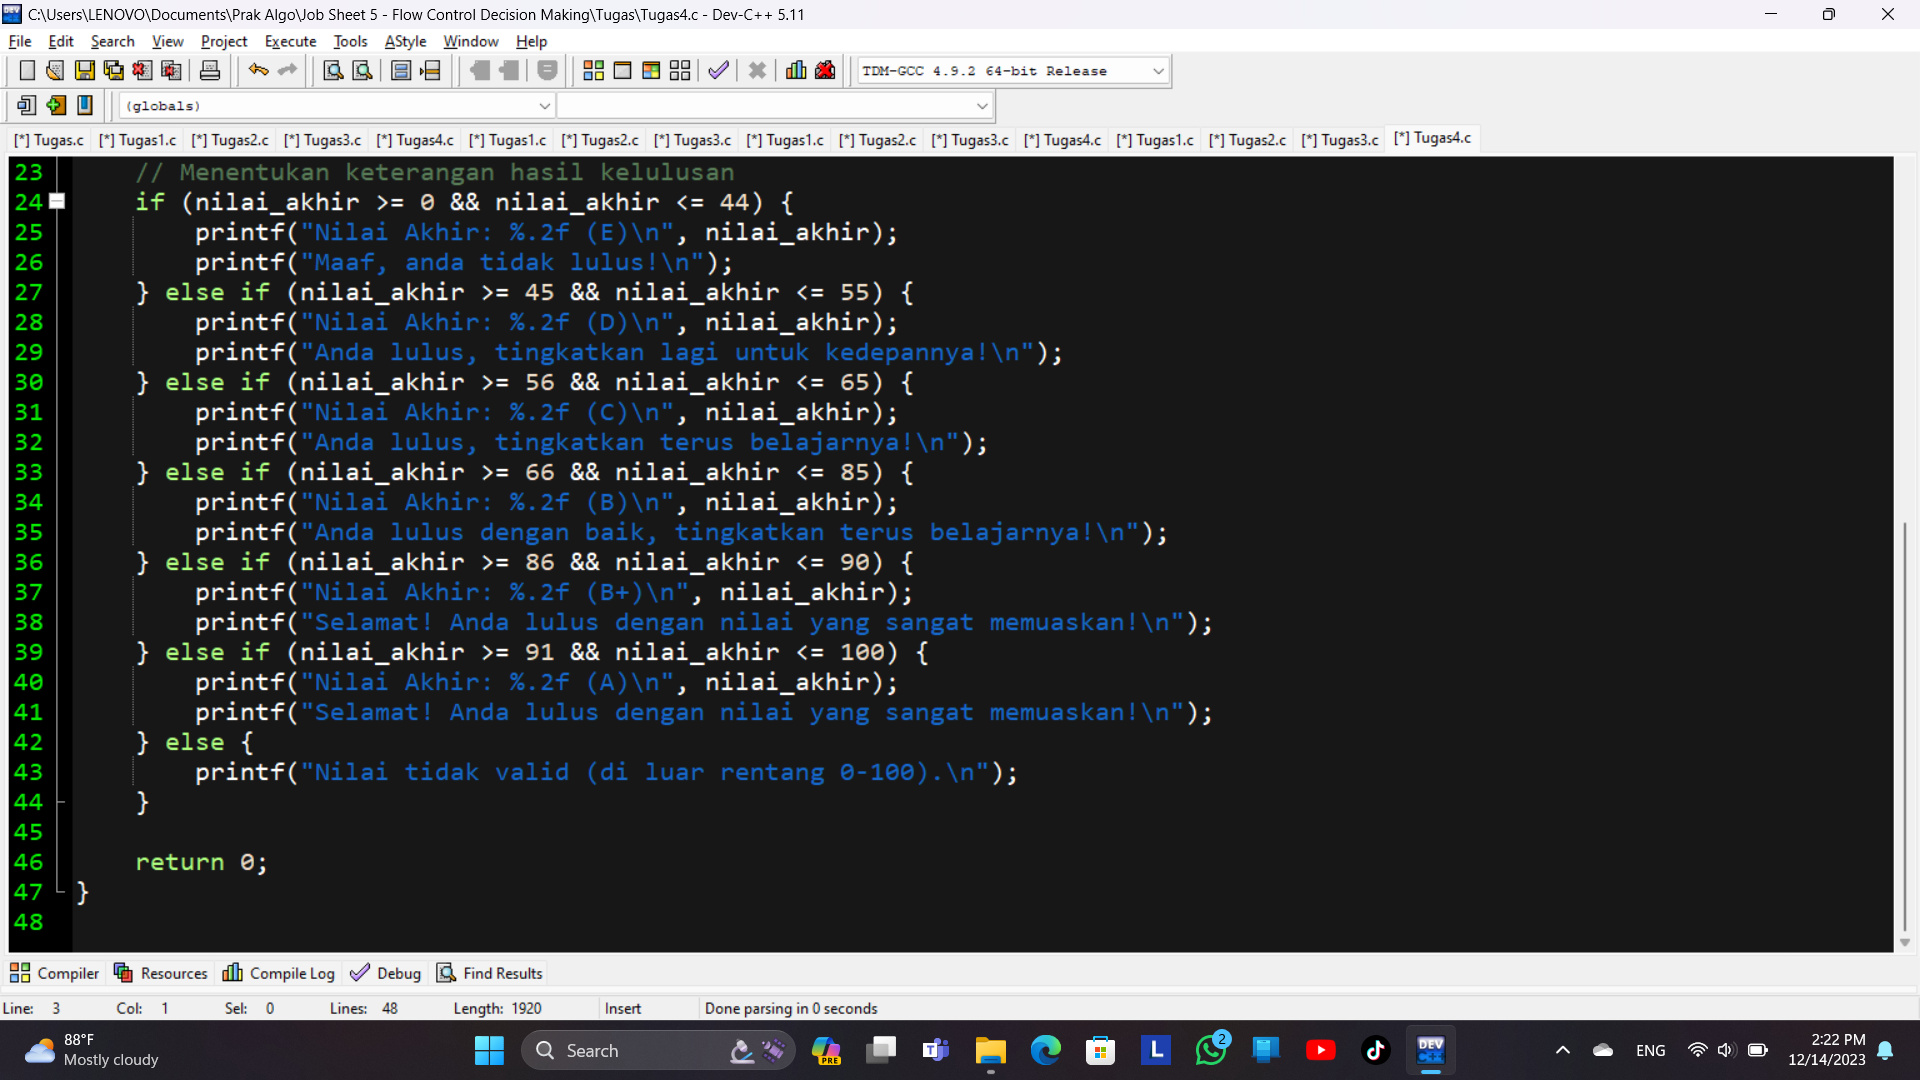 C:\Users\LENOVO\Documents\Prak Algo\Job Sheet 5 - Flow Control Decision Making\Tugas\Tugas4.c - Dev-C++ 5.11
File Edit Search View Project Execute Tools AStyle Window Help
TDM-GCC 4.9.2 64-bit Release
(globals)
[*] Tugas.c [*] Tugas1.c [*] Tugas2.c [*] Tugas3.c [*] Tugas4.c [*] Tugas1.c [*] Tugas2.c [*] Tugas3.c [*] Tugas1.c [*] Tugas2.c [*] Tugas3.c [*] Tugas4.c [*] Tugas1.c [*] Tugas2.c [*] Tugas3.c [*] Tugas4.c
23 // Menentukan keterangan hasil kelulusan
24 if (nilai_akhir >= 0 && nilai_akhir <= 44) {
25 printf("Nilai Akhir: %.2f (E)\n", nilai_akhir);
26 printf("Maaf, anda tidak lulus!\n");
27 } else if (nilai_akhir >= 45 && nilai_akhir <= 55) {
28 printf("Nilai Akhir: %.2f (D)\n", nilai_akhir);
29 printf("Anda lulus, tingkatkan lagi untuk kedepannya!\n");
30 } else if (nilai_akhir >= 56 && nilai_akhir <= 65) {
31 printf("Nilai Akhir: %.2f (C)\n", nilai_akhir);
32 printf("Anda lulus, tingkatkan terus belajarnya!\n");
33 } else if (nilai_akhir >= 66 && nilai_akhir <= 85) {
34 printf("Nilai Akhir: %.2f (B)\n", nilai_akhir);
35 printf("Anda lulus dengan baik, tingkatkan terus belajarnya!\n");
36 } else if (nilai_akhir >= 86 && nilai_akhir <= 90) {
37 printf("Nilai Akhir: %.2f (B+)\n", nilai_akhir);
38 printf("Selamat! Anda lulus dengan nilai yang sangat memuaskan!\n");
39 } else if (nilai_akhir >= 91 && nilai_akhir <= 100) {
40 printf("Nilai Akhir: %.2f (A)\n", nilai_akhir);
41 printf("Selamat! Anda lulus dengan nilai yang sangat memuaskan!\n");
42 } else {
43 printf("Nilai tidak valid (di luar rentang 0-100).\n");
44 }
45
46 return 0;
47 }
48
Compiler Resources Compile Log Debug Find Results
Line: 3 Col: 1 Sel: 0 Lines: 48 Length: 1920 Insert Done parsing in 0 seconds
88°F
Mostly cloudy
Search
PRE
L
2
DEV
C++
ENG
2:22 PM
12/14/2023